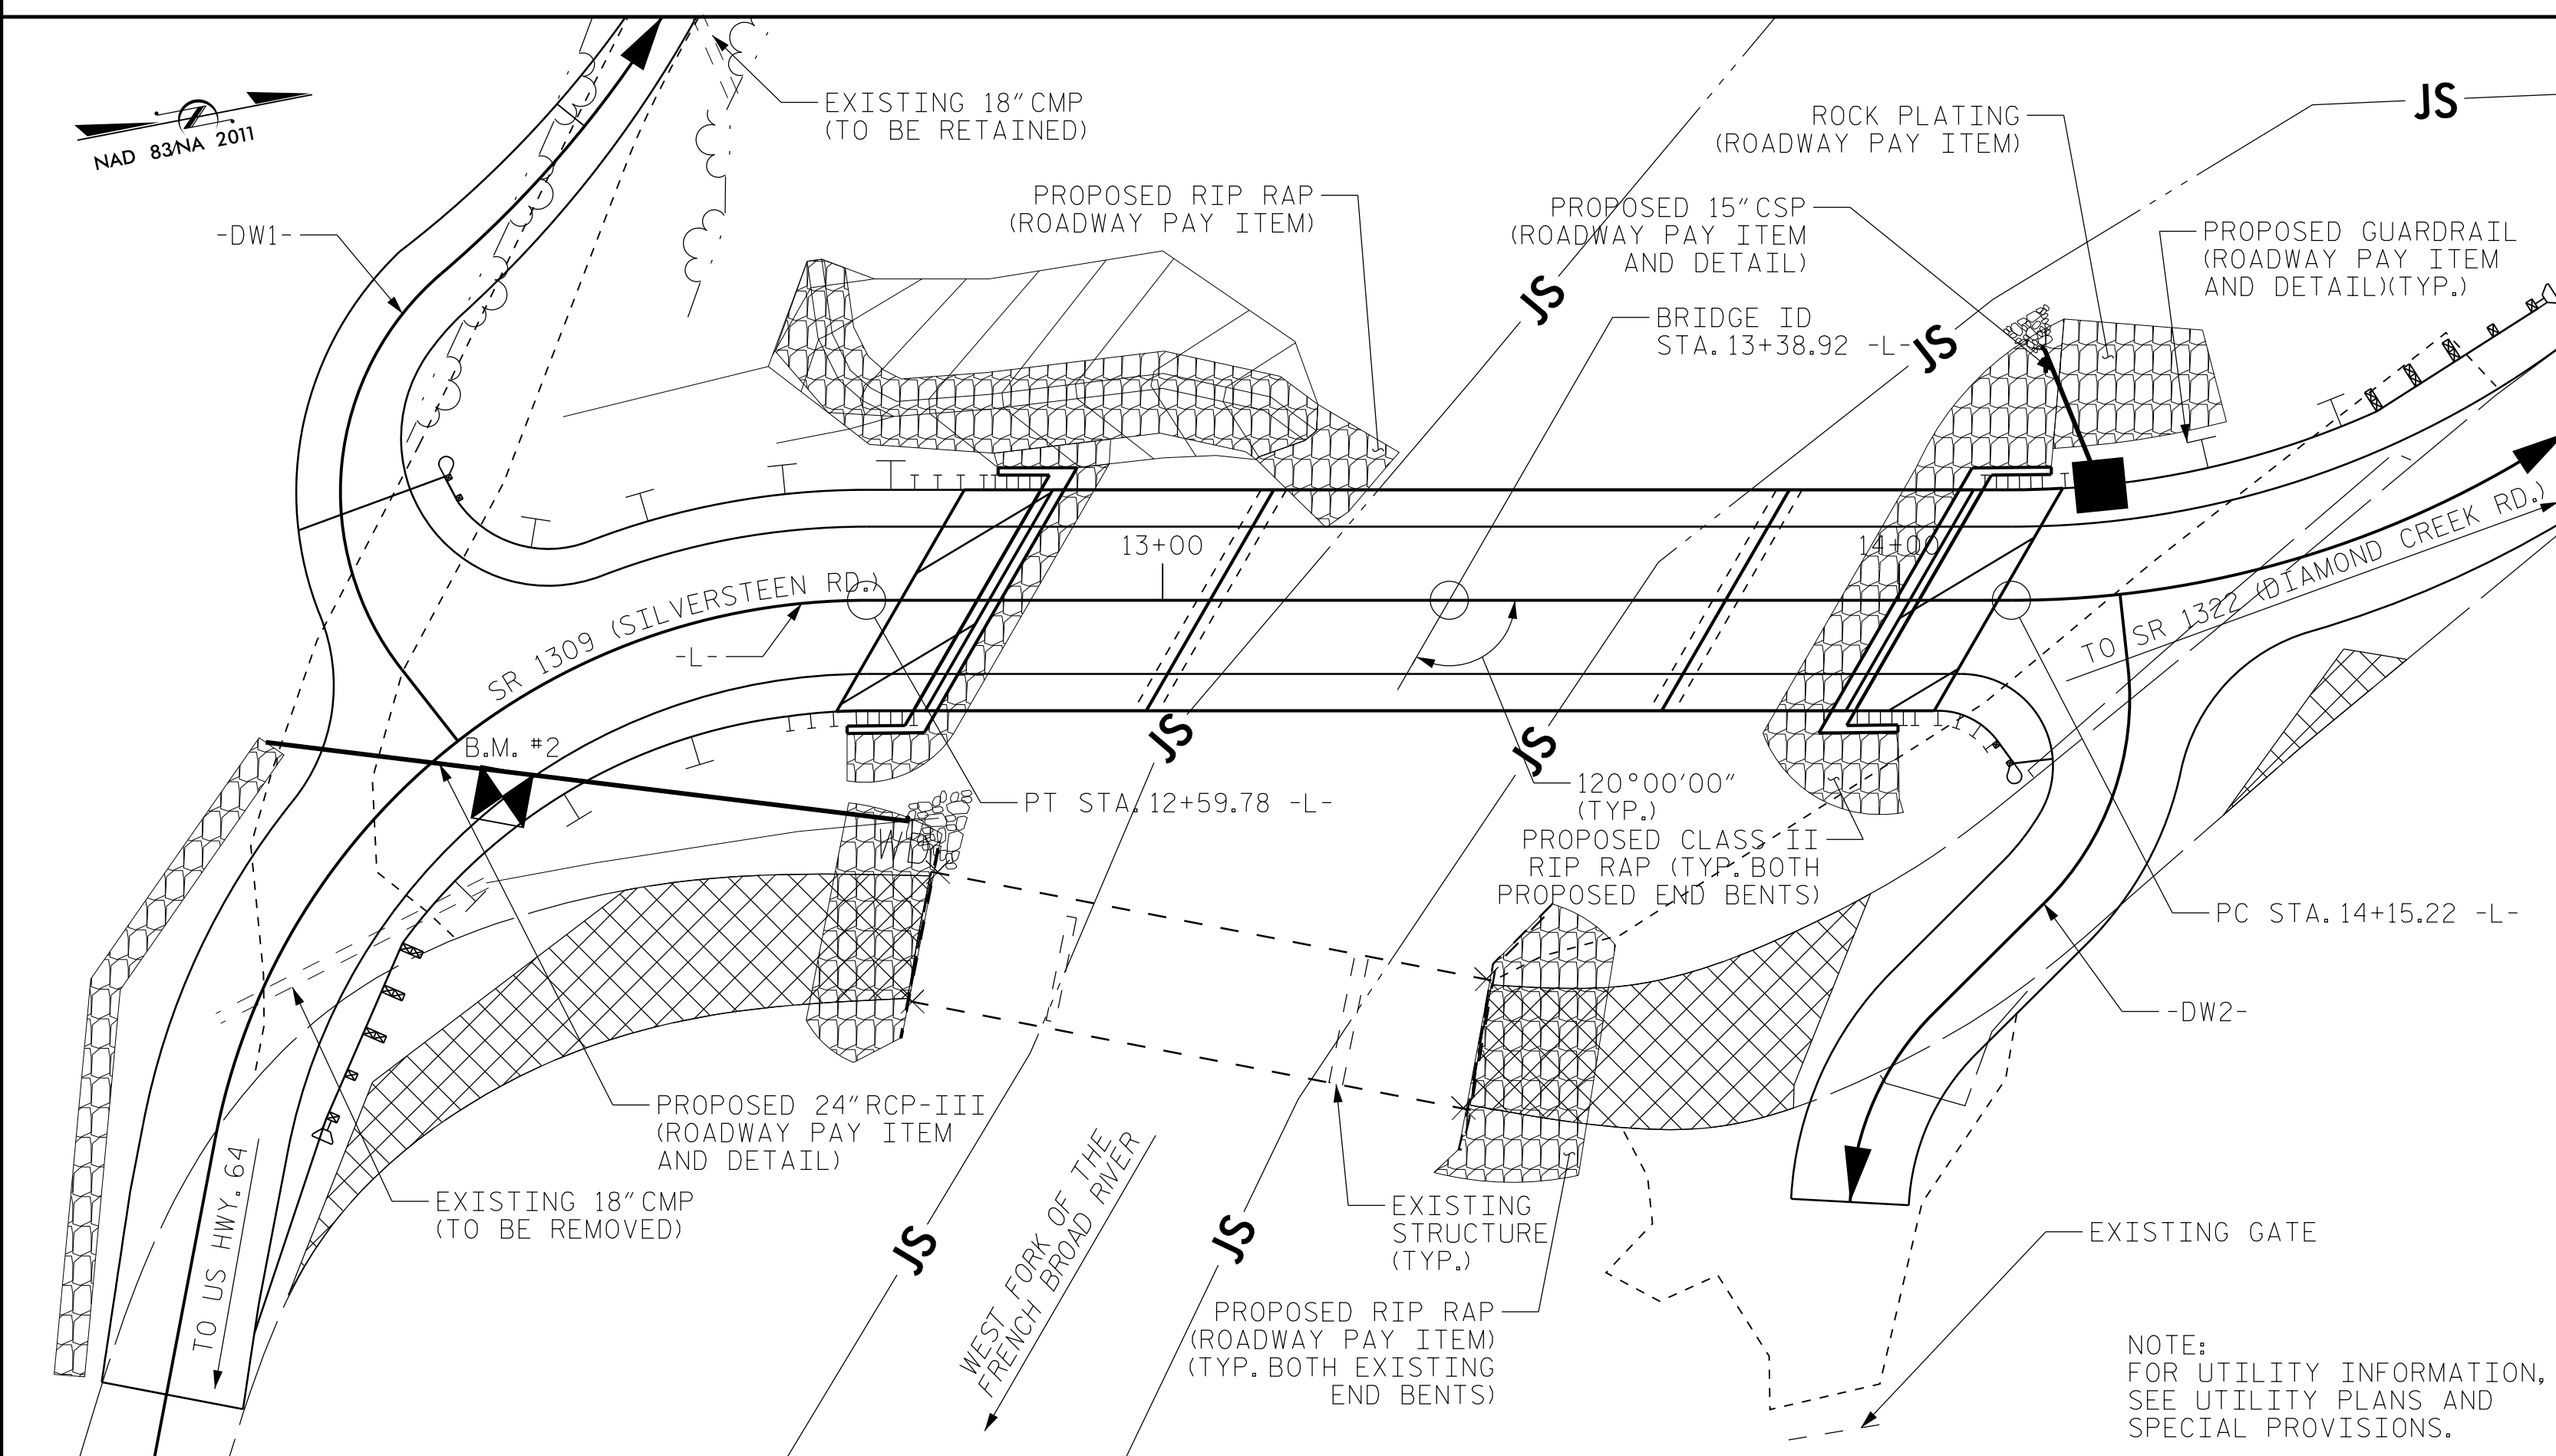 NAD 83/NA 2011
EXISTING 18" CMP
(TO BE RETAINED)
-DW1-
PROPOSED RIP RAP
(ROADWAY PAY ITEM)
ROCK PLATING
(ROADWAY PAY ITEM)
JS
PROPOSED 15" CSP
(ROADWAY PAY ITEM
AND DETAIL)
PROPOSED GUARDRAIL
(ROADWAY PAY ITEM
AND DETAIL)(TYP.)
JS
BRIDGE ID
STA. 13+38.92 -L-
JS
13+00
14+00
SR 1309 (SILVERSTEEN RD.)
-L-
TO SR 1322 (DIAMOND CREEK RD.)
B.M. #2
JS
JS
PT STA. 12+59.78 -L-
120°00'00"
(TYP.)
PROPOSED CLASS II
RIP RAP (TYP. BOTH
PROPOSED END BENTS)
PC STA. 14+15.22 -L-
-DW2-
PROPOSED 24" RCP-III
(ROADWAY PAY ITEM
AND DETAIL)
EXISTING 18" CMP
(TO BE REMOVED)
TO US HWY. 64
JS
WEST FORK OF THE
FRENCH BROAD RIVER
JS
EXISTING
STRUCTURE
(TYP.)
PROPOSED RIP RAP
(ROADWAY PAY ITEM)
(TYP. BOTH EXISTING
END BENTS)
EXISTING GATE
NOTE:
FOR UTILITY INFORMATION,
SEE UTILITY PLANS AND
SPECIAL PROVISIONS.